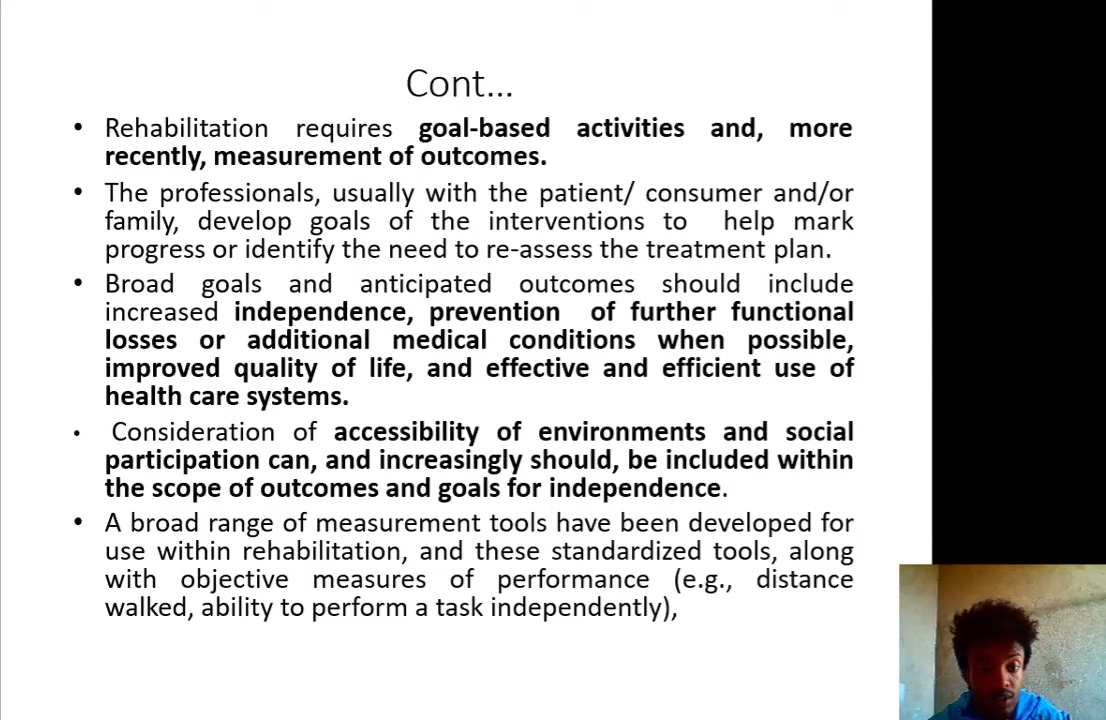 Cont...
• Rehabilitation requires goal-based activities and, more
recently, measurement of outcomes.
• The professionals, usually with the patient/ consumer and/or
family, develop goals of the interventions to help mark
progress or identify the need to re-assess the treatment plan.
• Broad goals and anticipated outcomes should include
increased independence, prevention of further functional
losses or additional medical conditions when possible,
improved quality of life, and effective and efficient use of
health care systems.
• Consideration of accessibility of environments and social
participation can, and increasingly should, be included within
the scope of outcomes and goals for independence.
• A broad range of measurement tools have been developed for
use within rehabilitation, and these standardized tools, along
with objective measures of performance (e.g., distance
walked, ability to perform a task independently),